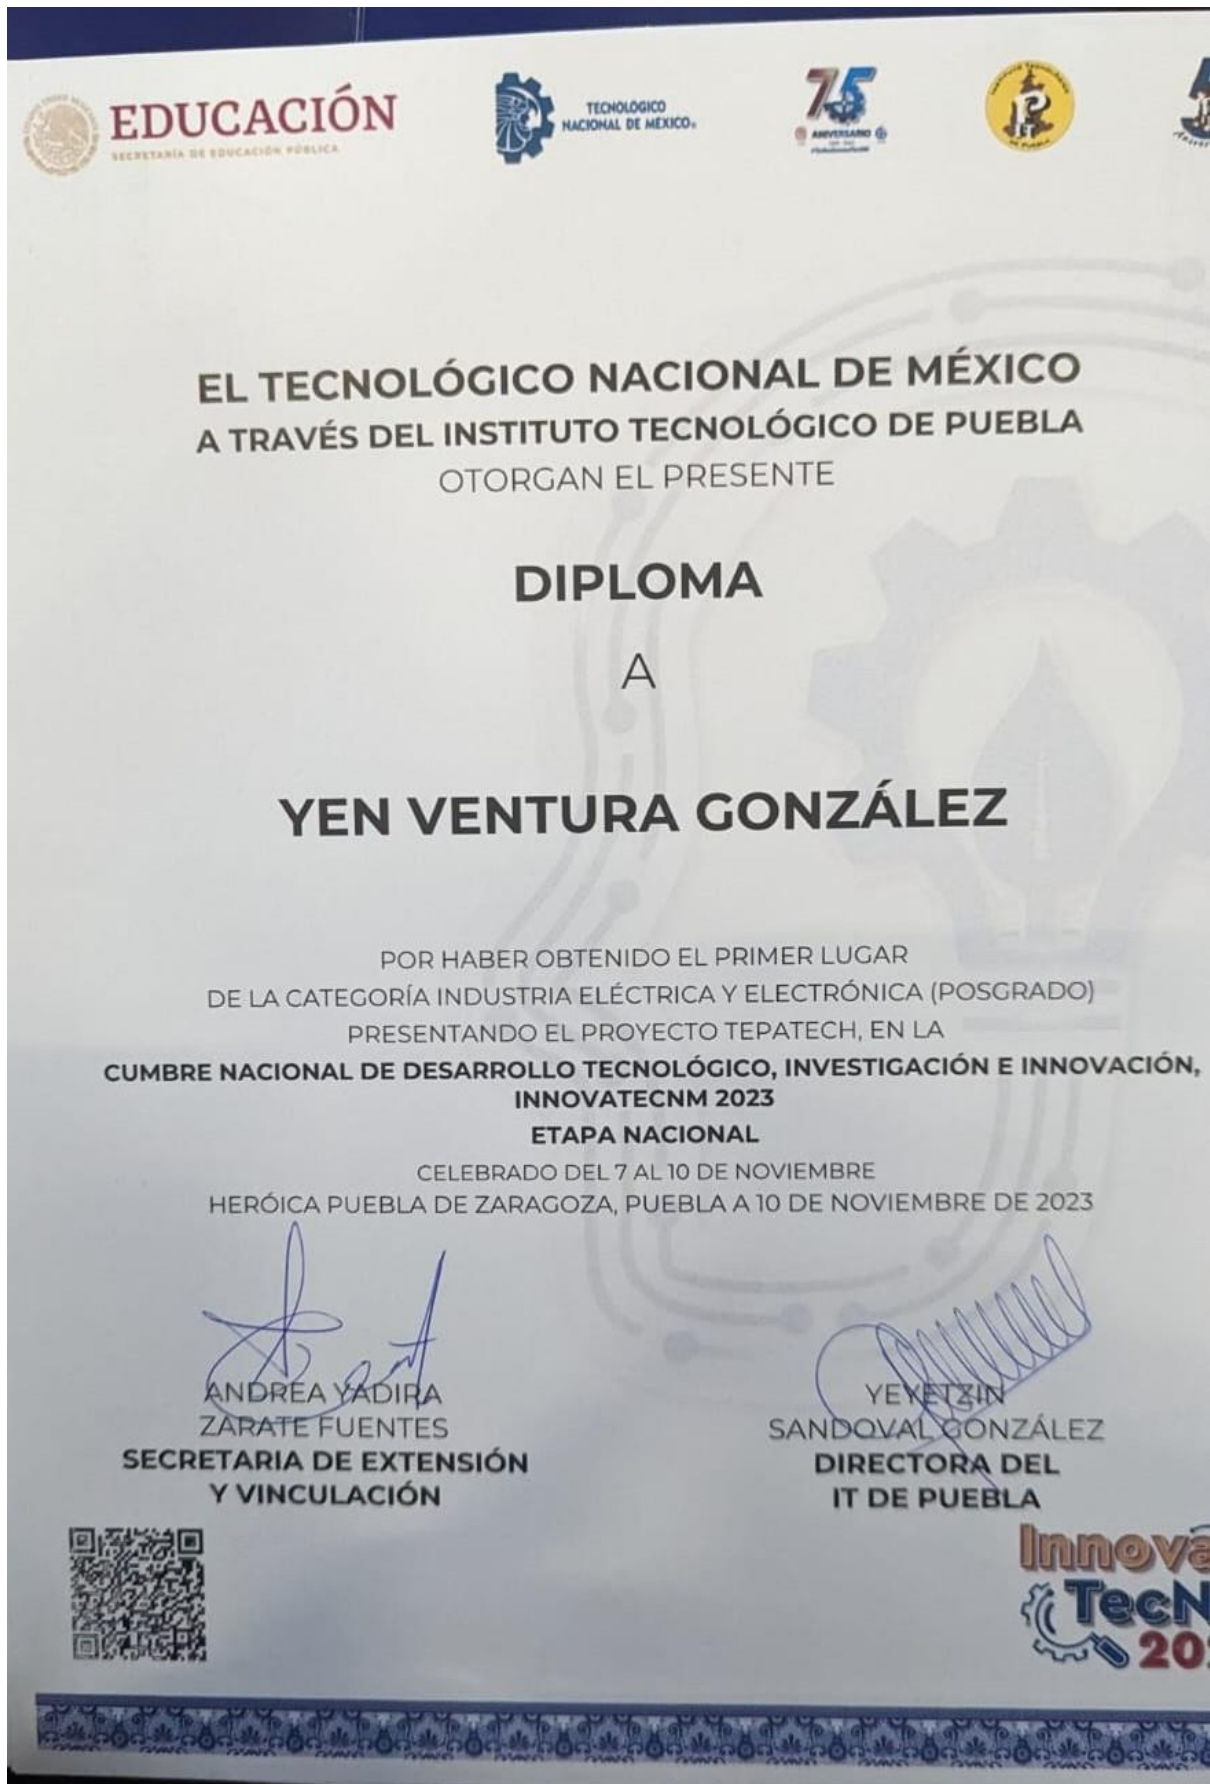 EDUCACIÓN
SECRETARÍA DE EDUCACIÓN PÚBLICA
TECNOLÓGICO
NACIONAL DE MÉXICO®
75
ANIVERSARIO
EL TECNOLÓGICO NACIONAL DE MÉXICO
A TRAVÉS DEL INSTITUTO TECNOLÓGICO DE PUEBLA
OTORGAN EL PRESENTE
DIPLOMA
A
YEN VENTURA GONZÁLEZ
POR HABER OBTENIDO EL PRIMER LUGAR
DE LA CATEGORÍA INDUSTRIA ELÉCTRICA Y ELECTRÓNICA (POSGRADO)
PRESENTANDO EL PROYECTO TEPATECH, EN LA
CUMBRE NACIONAL DE DESARROLLO TECNOLÓGICO, INVESTIGACIÓN E INNOVACIÓN,
INNOVATECNM 2023
ETAPA NACIONAL
CELEBRADO DEL 7 AL 10 DE NOVIEMBRE
HERÓICA PUEBLA DE ZARAGOZA, PUEBLA A 10 DE NOVIEMBRE DE 2023
ANDREA YADIRA
ZARATE FUENTES
SECRETARIA DE EXTENSIÓN
Y VINCULACIÓN
YEYETZIN
SANDOVAL GONZÁLEZ
DIRECTORA DEL
IT DE PUEBLA
Innova
TecN
20